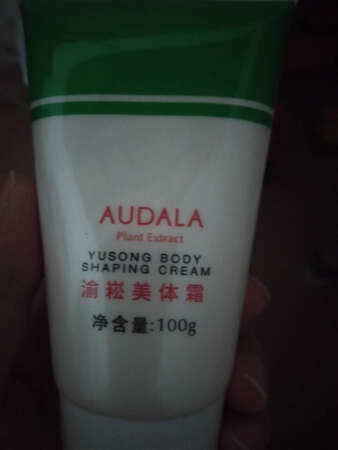 AUDALA
Plant Extract
YUSONG BODY
SHAPING CREAM
渝崧美体霜
净含量:100g